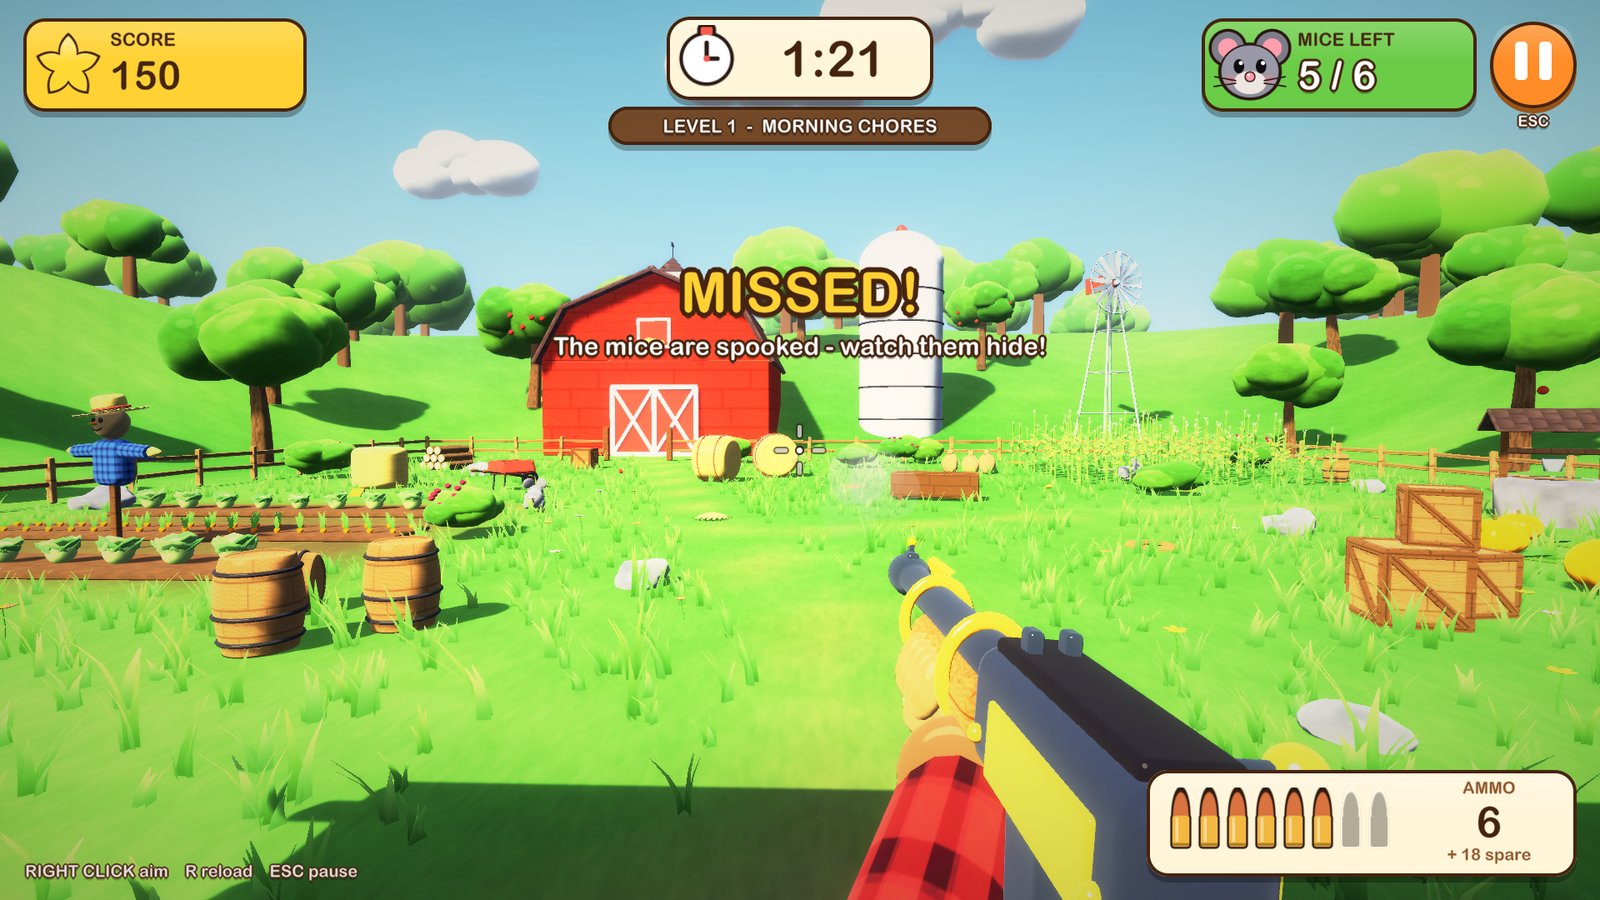 SCORE
150
1:21
LEVEL 1 - MORNING CHORES
MICE LEFT
5 / 6
ESC
MISSED!
The mice are spooked - watch them hide!
AMMO
6
+ 18 spare
RIGHT CLICK aim R reload ESC pause